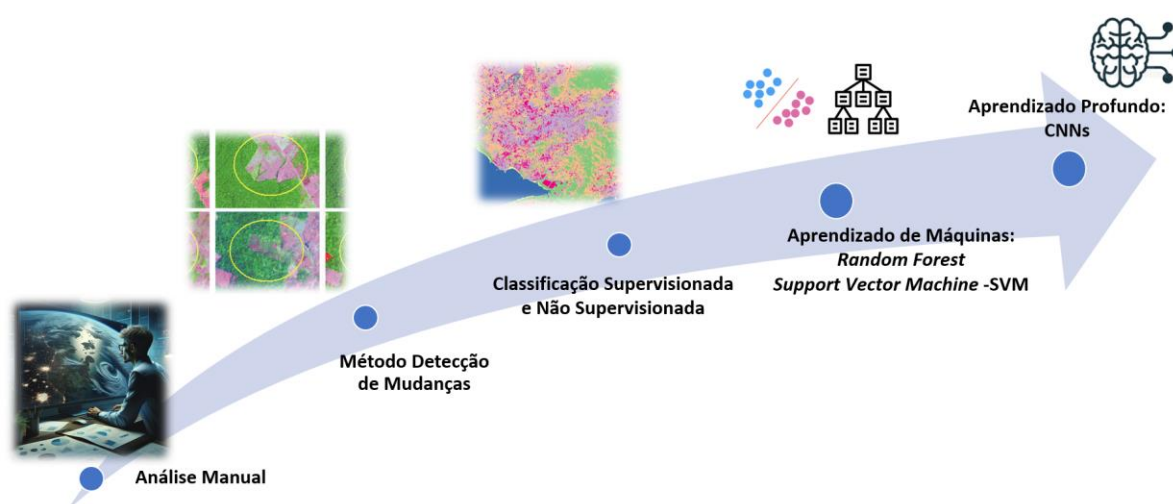 Análise Manual
Método Detecção
de Mudanças
Classificação Supervisionada
e Não Supervisionada
Aprendizado de Máquinas:
Random Forest
Support Vector Machine -SVM
Aprendizado Profundo:
CNNs